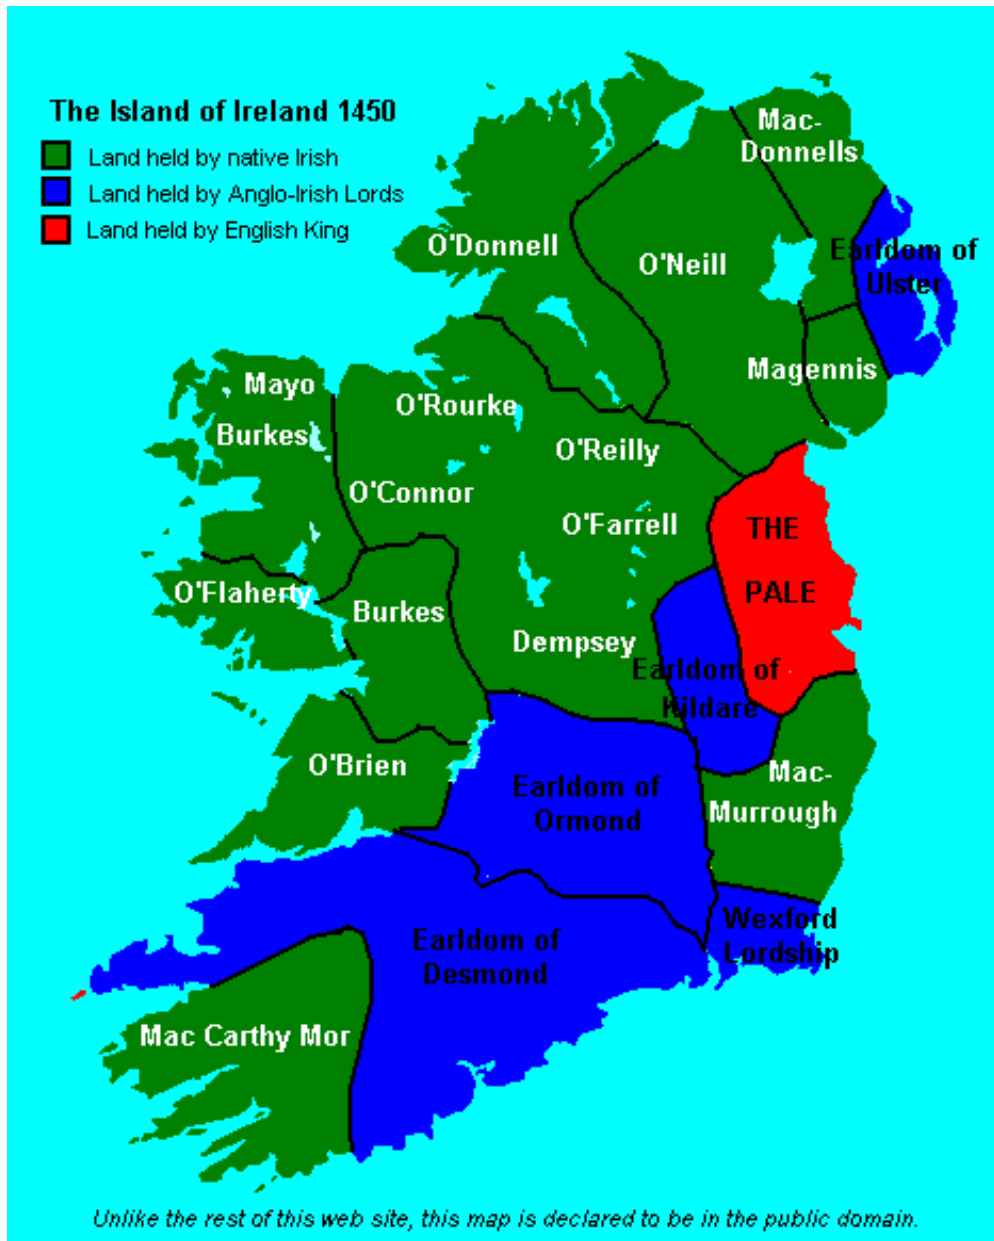 The Island of Ireland 1450
Land held by native Irish
Land held by Anglo-Irish Lords
Land held by English King
Mac-
Donnells
O'Donnell
O'Neill
Earldom of
Ulster
Magennis
Mayo
Burkes
O'Rourke
O'Reilly
O'Connor
O'Farrell
THE
PALE
O'Flaherty
Burkes
Dempsey
Earldom of
Kildare
O'Brien
Earldom of
Ormond
Mac-
Murrough
Wexford
Lordship
Earldom of
Desmond
Mac Carthy Mor
Unlike the rest of this web site, this map is declared to be in the public domain.